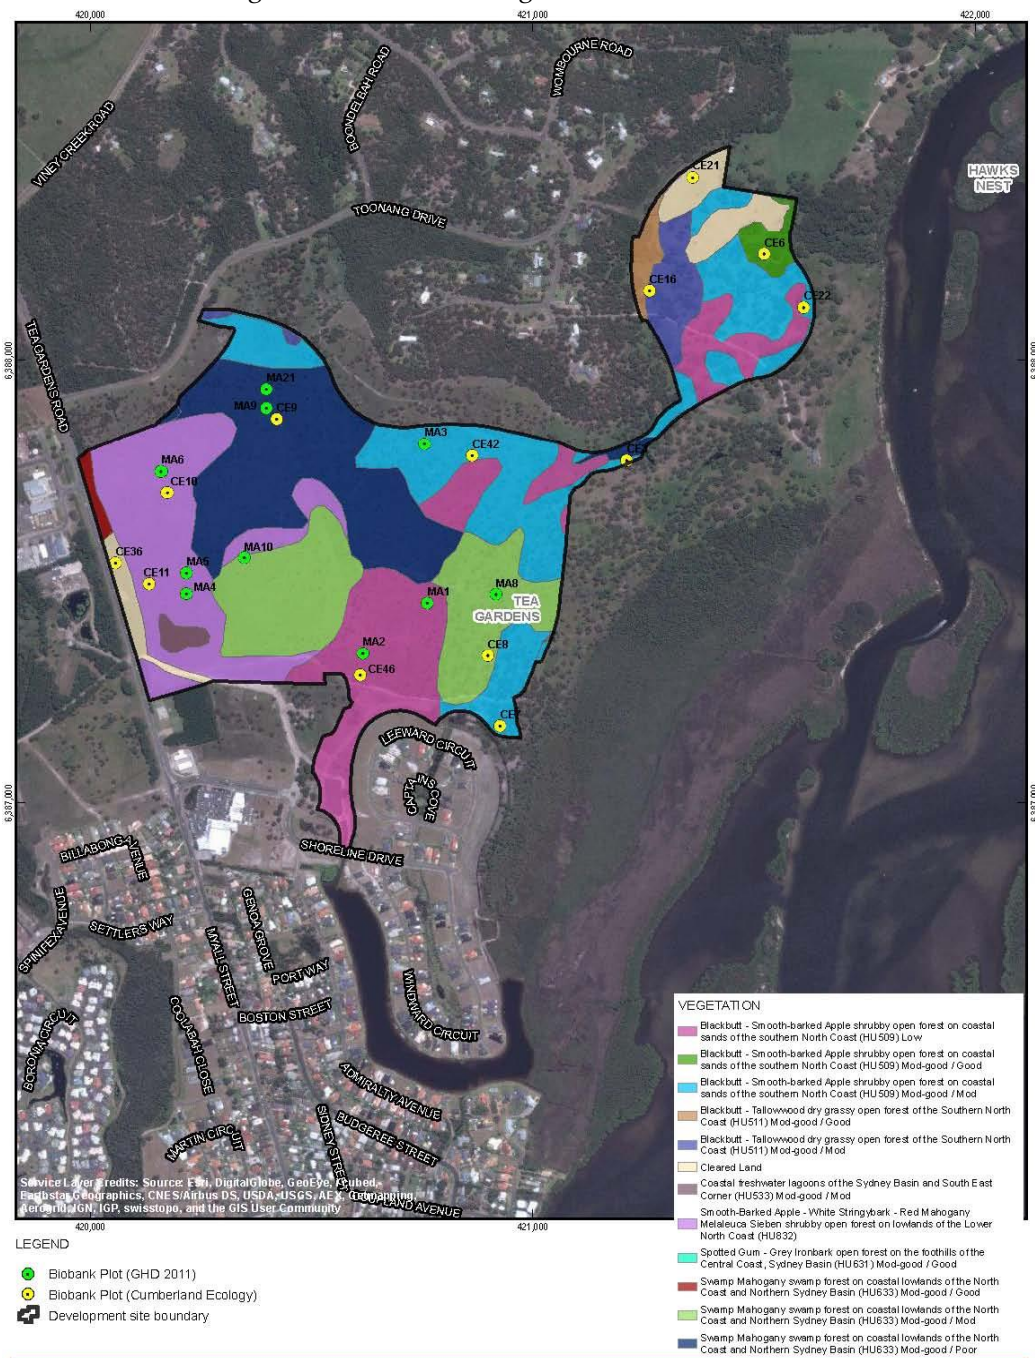 420,000
421,000
422,000
WOMBOURNE ROAD
BOONDELBAH ROAD
VINEY CREEK ROAD
HAWKS
NEST
CE21
TOONANG DRIVE
CE6
CE16
CE22
TEA GARDENS ROAD
6,388,000
6,388,000
MA21
MA9
CE9
MA3
CE42
MA6
CE10
CE36
MA10
MA5
CE11
MA4
MA8
MA1
TEA
GARDENS
MA2
CE8
CE46
CE7
LEEWARD CIRCUIT
CAPTAINS COVE
6,387,000
6,387,000
BILLABONG AVENUE
SHORELINE DRIVE
SPINIFEX AVENUE
SETTLERS WAY
GENOA GROVE
MYALL STREET
PORT WAY
BOSTON STREET
WINDWARD CIRCUIT
COOLABAH CLOSE
BORONIA CIRCUIT
ADMIRALTY AVENUE
SIDNEY STREET
BUDGEREE STREET
MARTIN CIRCUIT
COUPLAND AVENUE
Service Layer Credits: Source: Esri, DigitalGlobe, GeoEye, i-cubed,
Earthstar Geographics, CNES/Airbus DS, USDA, USGS, AEX, Getmapping,
Aerogrid, IGN, IGP, swisstopo, and the GIS User Community
420,000
421,000
VEGETATION
Blackbutt - Smooth-barked Apple shrubby open forest on coastal
sands of the southern North Coast (HU509) Low
Blackbutt - Smooth-barked Apple shrubby open forest on coastal
sands of the southern North Coast (HU509) Mod-good / Good
Blackbutt - Smooth-barked Apple shrubby open forest on coastal
sands of the southern North Coast (HU509) Mod-good / Mod
Blackbutt - Tallowwood dry grassy open forest of the Southern North
Coast (HU511) Mod-good / Good
Blackbutt - Tallowwood dry grassy open forest of the Southern North
Coast (HU511) Mod-good / Mod
Cleared Land
Coastal freshwater lagoons of the Sydney Basin and South East
Corner (HU533) Mod-good / Mod
Smooth-Barked Apple - White Stringybark - Red Mahogany
Melaleuca Sieben shrubby open forest on lowlands of the Lower
North Coast (HU832)
Spotted Gum - Grey Ironbark open forest on the foothills of the
Central Coast, Sydney Basin (HU631) Mod-good / Good
Swamp Mahogany swamp forest on coastal lowlands of the North
Coast and Northern Sydney Basin (HU633) Mod-good / Good
Swamp Mahogany swamp forest on coastal lowlands of the North
Coast and Northern Sydney Basin (HU633) Mod-good / Mod
Swamp Mahogany swamp forest on coastal lowlands of the North
Coast and Northern Sydney Basin (HU633) Mod-good / Poor
LEGEND
Biobank Plot (GHD 2011)
Biobank Plot (Cumberland Ecology)
Development site boundary